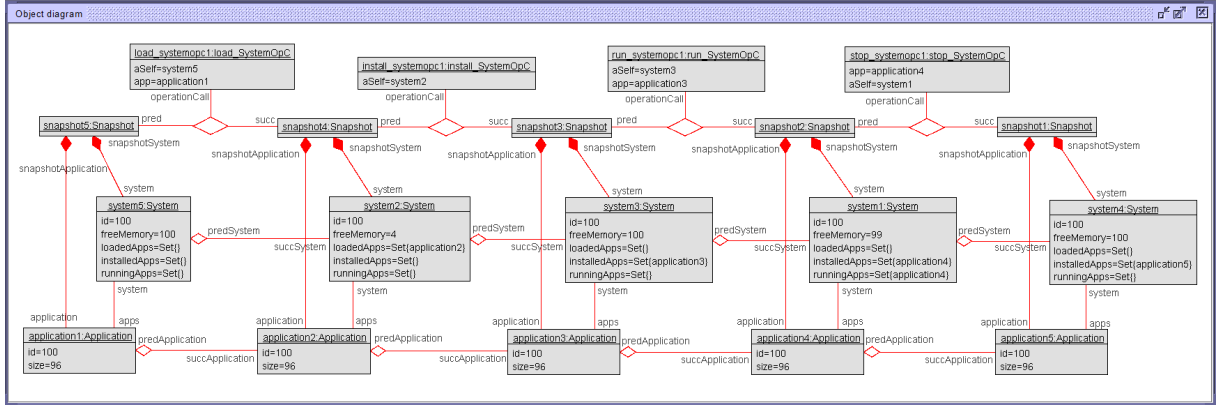 Object diagram
load_systemopc1:load_SystemOpC
aSelf=system5
app=application1
install_systemopc1:install_SystemOpC
aSelf=system2
run_systemopc1:run_SystemOpC
aSelf=system3
app=application3
stop_systemopc1:stop_SystemOpC
app=application4
aSelf=system1
operationCall
operationCall
operationCall
operationCall
snapshot5:Snapshot
pred
succ
snapshot4:Snapshot
pred
succ
snapshot3:Snapshot
pred
succ
snapshot2:Snapshot
pred
succ
snapshot1:Snapshot
snapshotSystem
snapshotApplication
snapshotSystem
snapshotApplication
snapshotSystem
snapshotApplication
snapshotSystem
snapshotApplication
snapshotSystem
snapshotApplication
system
system
system
system
system
system5:System
id=100
freeMemory=100
loadedApps=Set{}
installedApps=Set{}
runningApps=Set{}
predSystem
succSystem
system2:System
id=100
freeMemory=4
loadedApps=Set{application2}
installedApps=Set{}
runningApps=Set{}
predSystem
succSystem
system3:System
id=100
freeMemory=100
loadedApps=Set{}
installedApps=Set{application3}
runningApps=Set{}
predSystem
succSystem
system1:System
id=100
freeMemory=99
loadedApps=Set{}
installedApps=Set{application4}
runningApps=Set{application4}
predSystem
succSystem
system4:System
id=100
freeMemory=100
loadedApps=Set{}
installedApps=Set{application5}
runningApps=Set{}
system
system
system
system
system
application
apps
application
apps
application
apps
application
apps
application
apps
application1:Application
id=100
size=96
predApplication
succApplication
application2:Application
id=100
size=96
predApplication
succApplication
application3:Application
id=100
size=96
predApplication
succApplication
application4:Application
id=100
size=96
predApplication
succApplication
application5:Application
id=100
size=96